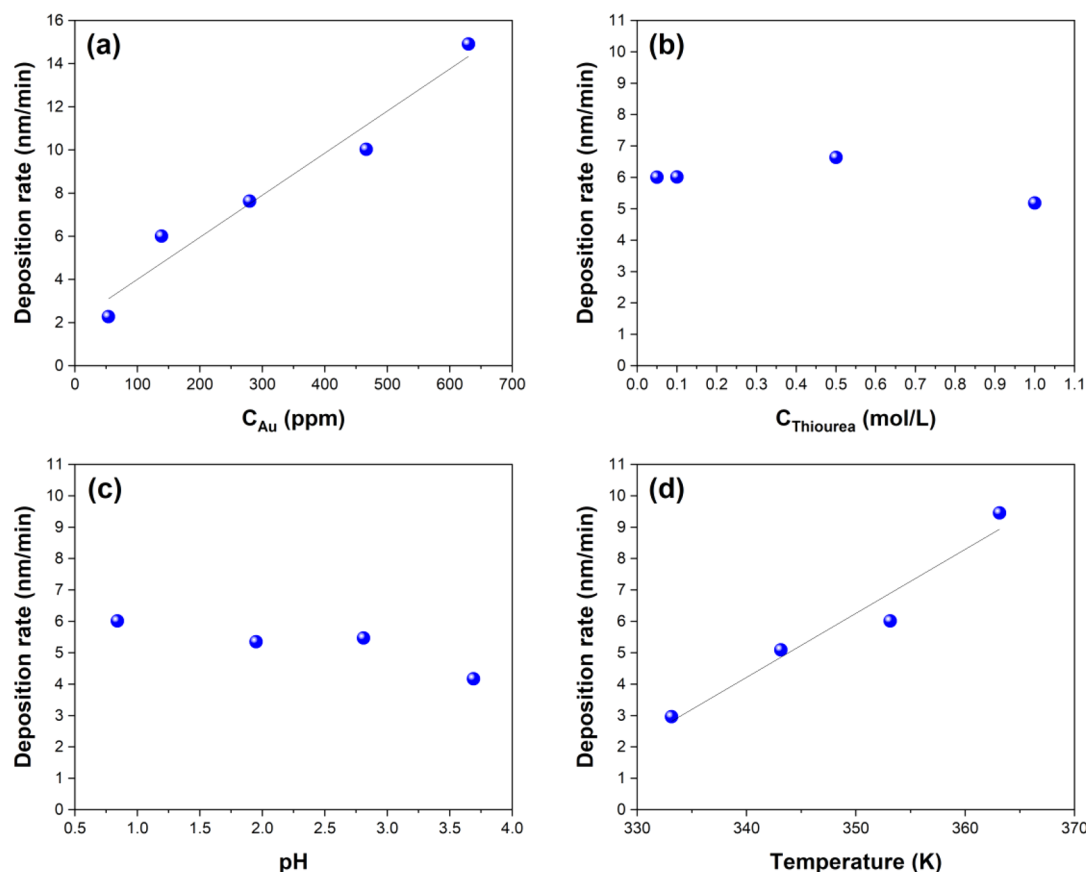 (a)
Deposition rate (nm/min)
16
14
12
10
8
6
4
2
0
0 100 200 300 400 500 600 700
C_Au (ppm)
(b)
Deposition rate (nm/min)
11
10
9
8
7
6
5
4
3
2
1
0
0.0 0.1 0.2 0.3 0.4 0.5 0.6 0.7 0.8 0.9 1.0 1.1
C_Thiourea (mol/L)
(c)
Deposition rate (nm/min)
11
10
9
8
7
6
5
4
3
2
1
0
0.5 1.0 1.5 2.0 2.5 3.0 3.5 4.0
pH
(d)
Deposition rate (nm/min)
11
10
9
8
7
6
5
4
3
2
1
0
330 340 350 360 370
Temperature (K)